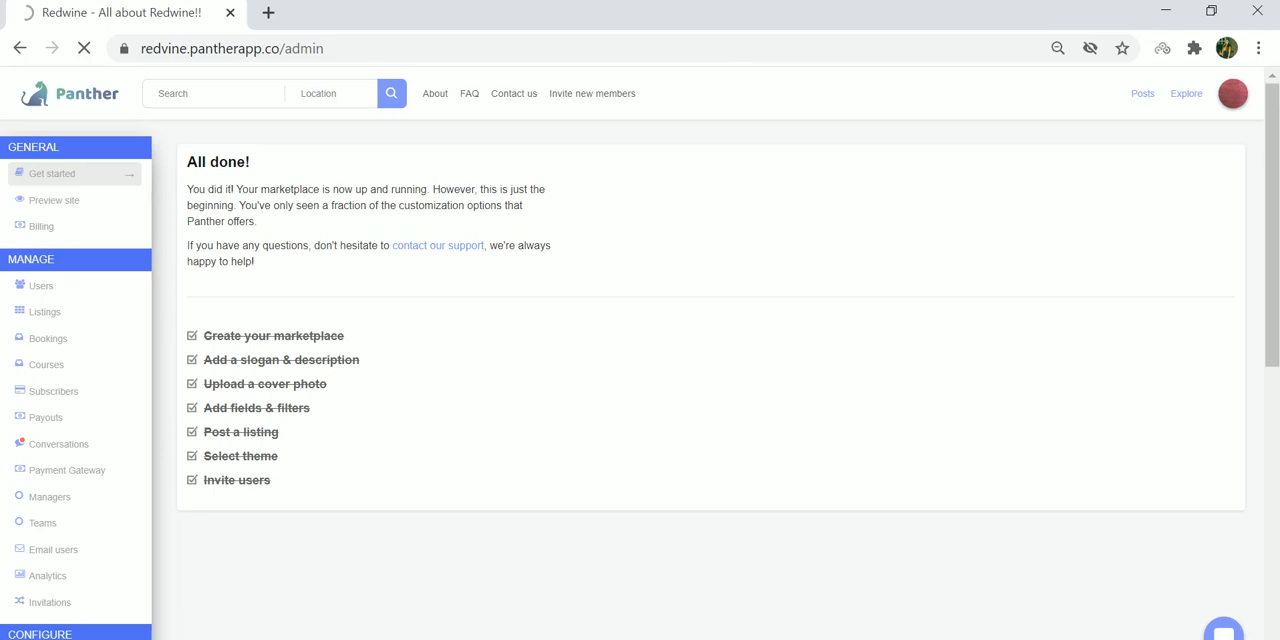 Redwine - All about Redwine!!
redvine.pantherapp.co/admin
Panther
Search
Location
About
FAQ
Contact us
Invite new members
Posts
Explore
GENERAL
Get started
Preview site
Billing
MANAGE
Users
Listings
Bookings
Courses
Subscribers
Payouts
Conversations
Payment Gateway
Managers
Teams
Email users
Analytics
Invitations
CONFIGURE
All done!
You did it! Your marketplace is now up and running. However, this is just the
beginning. You've only seen a fraction of the customization options that
Panther offers.
If you have any questions, don't hesitate to contact our support, we're always
happy to help!
Create your marketplace
Add a slogan & description
Upload a cover photo
Add fields & filters
Post a listing
Select theme
Invite users